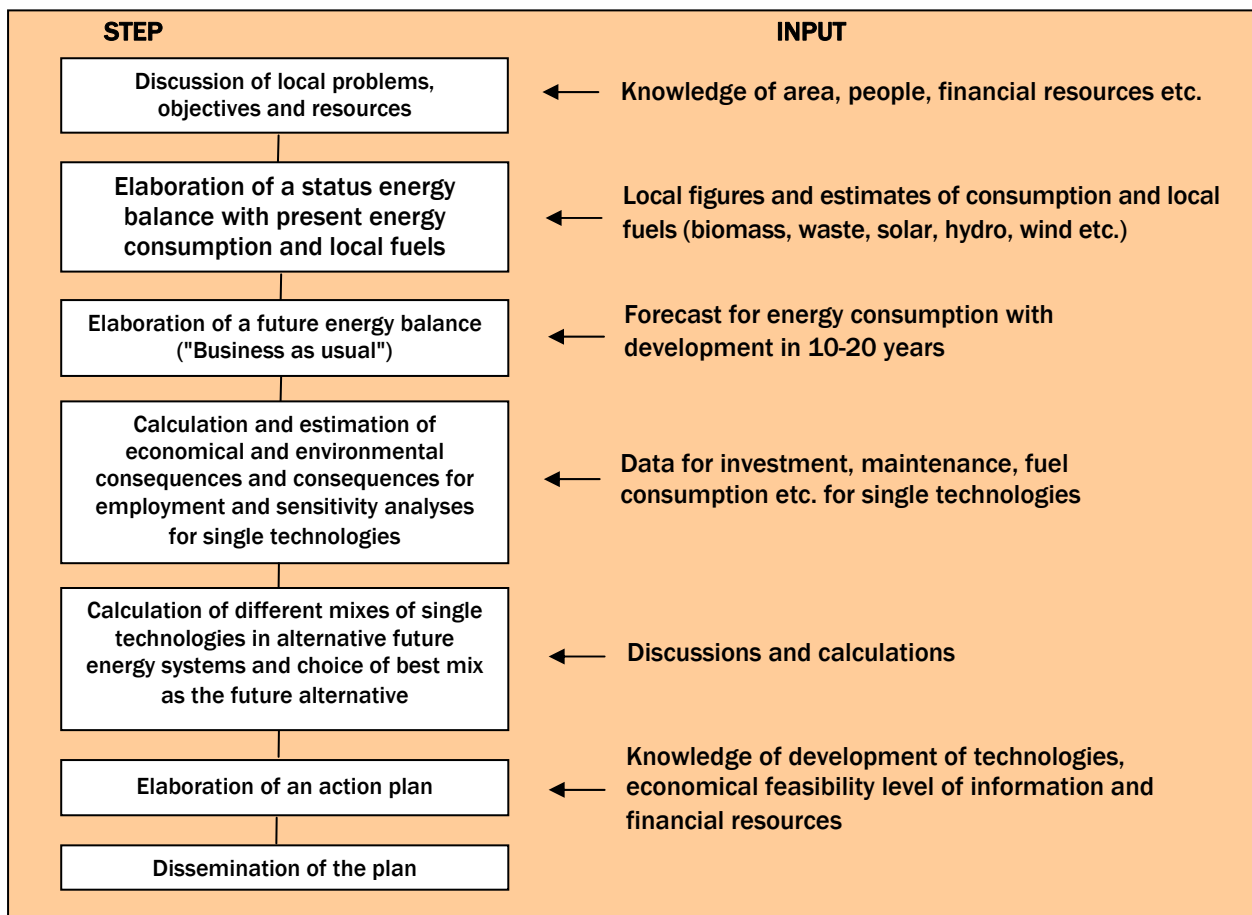 STEP
INPUT
Discussion of local problems,
objectives and resources
Knowledge of area, people, financial resources etc.
Elaboration of a status energy
balance with present energy
consumption and local fuels
Local figures and estimates of consumption and local
fuels (biomass, waste, solar, hydro, wind etc.)
Elaboration of a future energy balance
("Business as usual")
Forecast for energy consumption with
development in 10-20 years
Calculation and estimation of
economical and environmental
consequences and consequences for
employment and sensitivity analyses
for single technologies
Data for investment, maintenance, fuel
consumption etc. for single technologies
Calculation of different mixes of single
technologies in alternative future
energy systems and choice of best mix
as the future alternative
Discussions and calculations
Elaboration of an action plan
Knowledge of development of technologies,
economical feasibility level of information and
financial resources
Dissemination of the plan